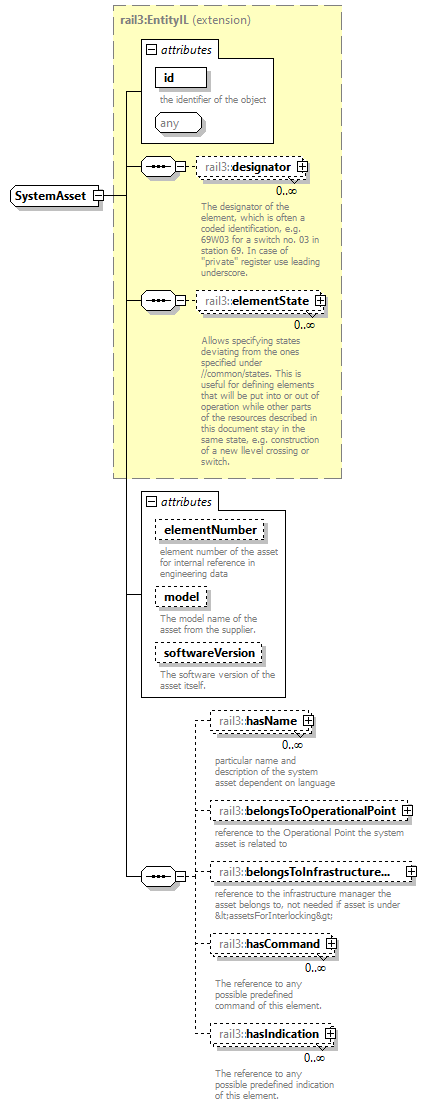 rail3:EntityIL (extension)
attributes
id
the identifier of the object
any
SystemAsset
rail3::designator
0..∞
The designator of the
element, which is often a
coded identification, e.g.
69W03 for a switch no. 03 in
station 69. In case of
"private" register use leading
underscore.
rail3::elementState
0..∞
Allows specifying states
deviating from the ones
specified under
//common/states. This is
useful for defining elements
that will be put into or out of
operation while other parts
of the resources described in
this document stay in the
same state, e.g. construction
of a new llevel crossing or
switch.
attributes
elementNumber
element number of the asset
for internal reference in
engineering data
model
The model name of the
asset from the supplier.
softwareVersion
The software version of the
asset itself.
rail3::hasName
0..∞
particular name and
description of the system
asset dependent on language
rail3::belongsToOperationalPoint
reference to the Operational Point the system
asset is related to
rail3::belongsToInfrastructure...
reference to the infrastructure manager the
asset belongs to, not needed if asset is under
&lt;assetsForInterlocking&gt;
rail3::hasCommand
0..∞
The reference to any
possible predefined
command of this element.
rail3::hasIndication
0..∞
The reference to any
possible predefined indication
of this element.